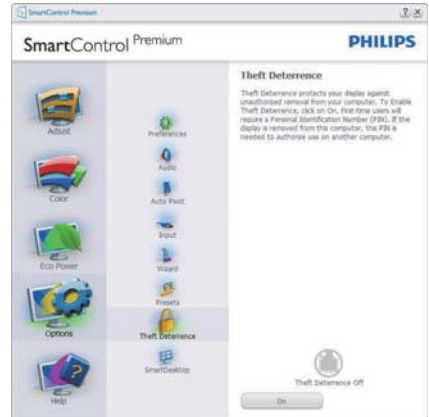 SmartControl Premium
SmartControl Premium
PHILIPS
Adjust
Color
Eco Power
Options
Help
Preferences
Audio
Auto Pivot
Input
Wizard
Presets
Theft Deterrence
SmartDesktop
Theft Deterrence
Theft Deterrence protects your display against
unauthorized removal from your computer. To Enable
Theft Deterrence, click on On. First-time users will
require a Personal Identification Number (PIN). If the
display is removed from this computer, this PIN is
needed to authorize use on another computer.
Theft Deterrence Off
On